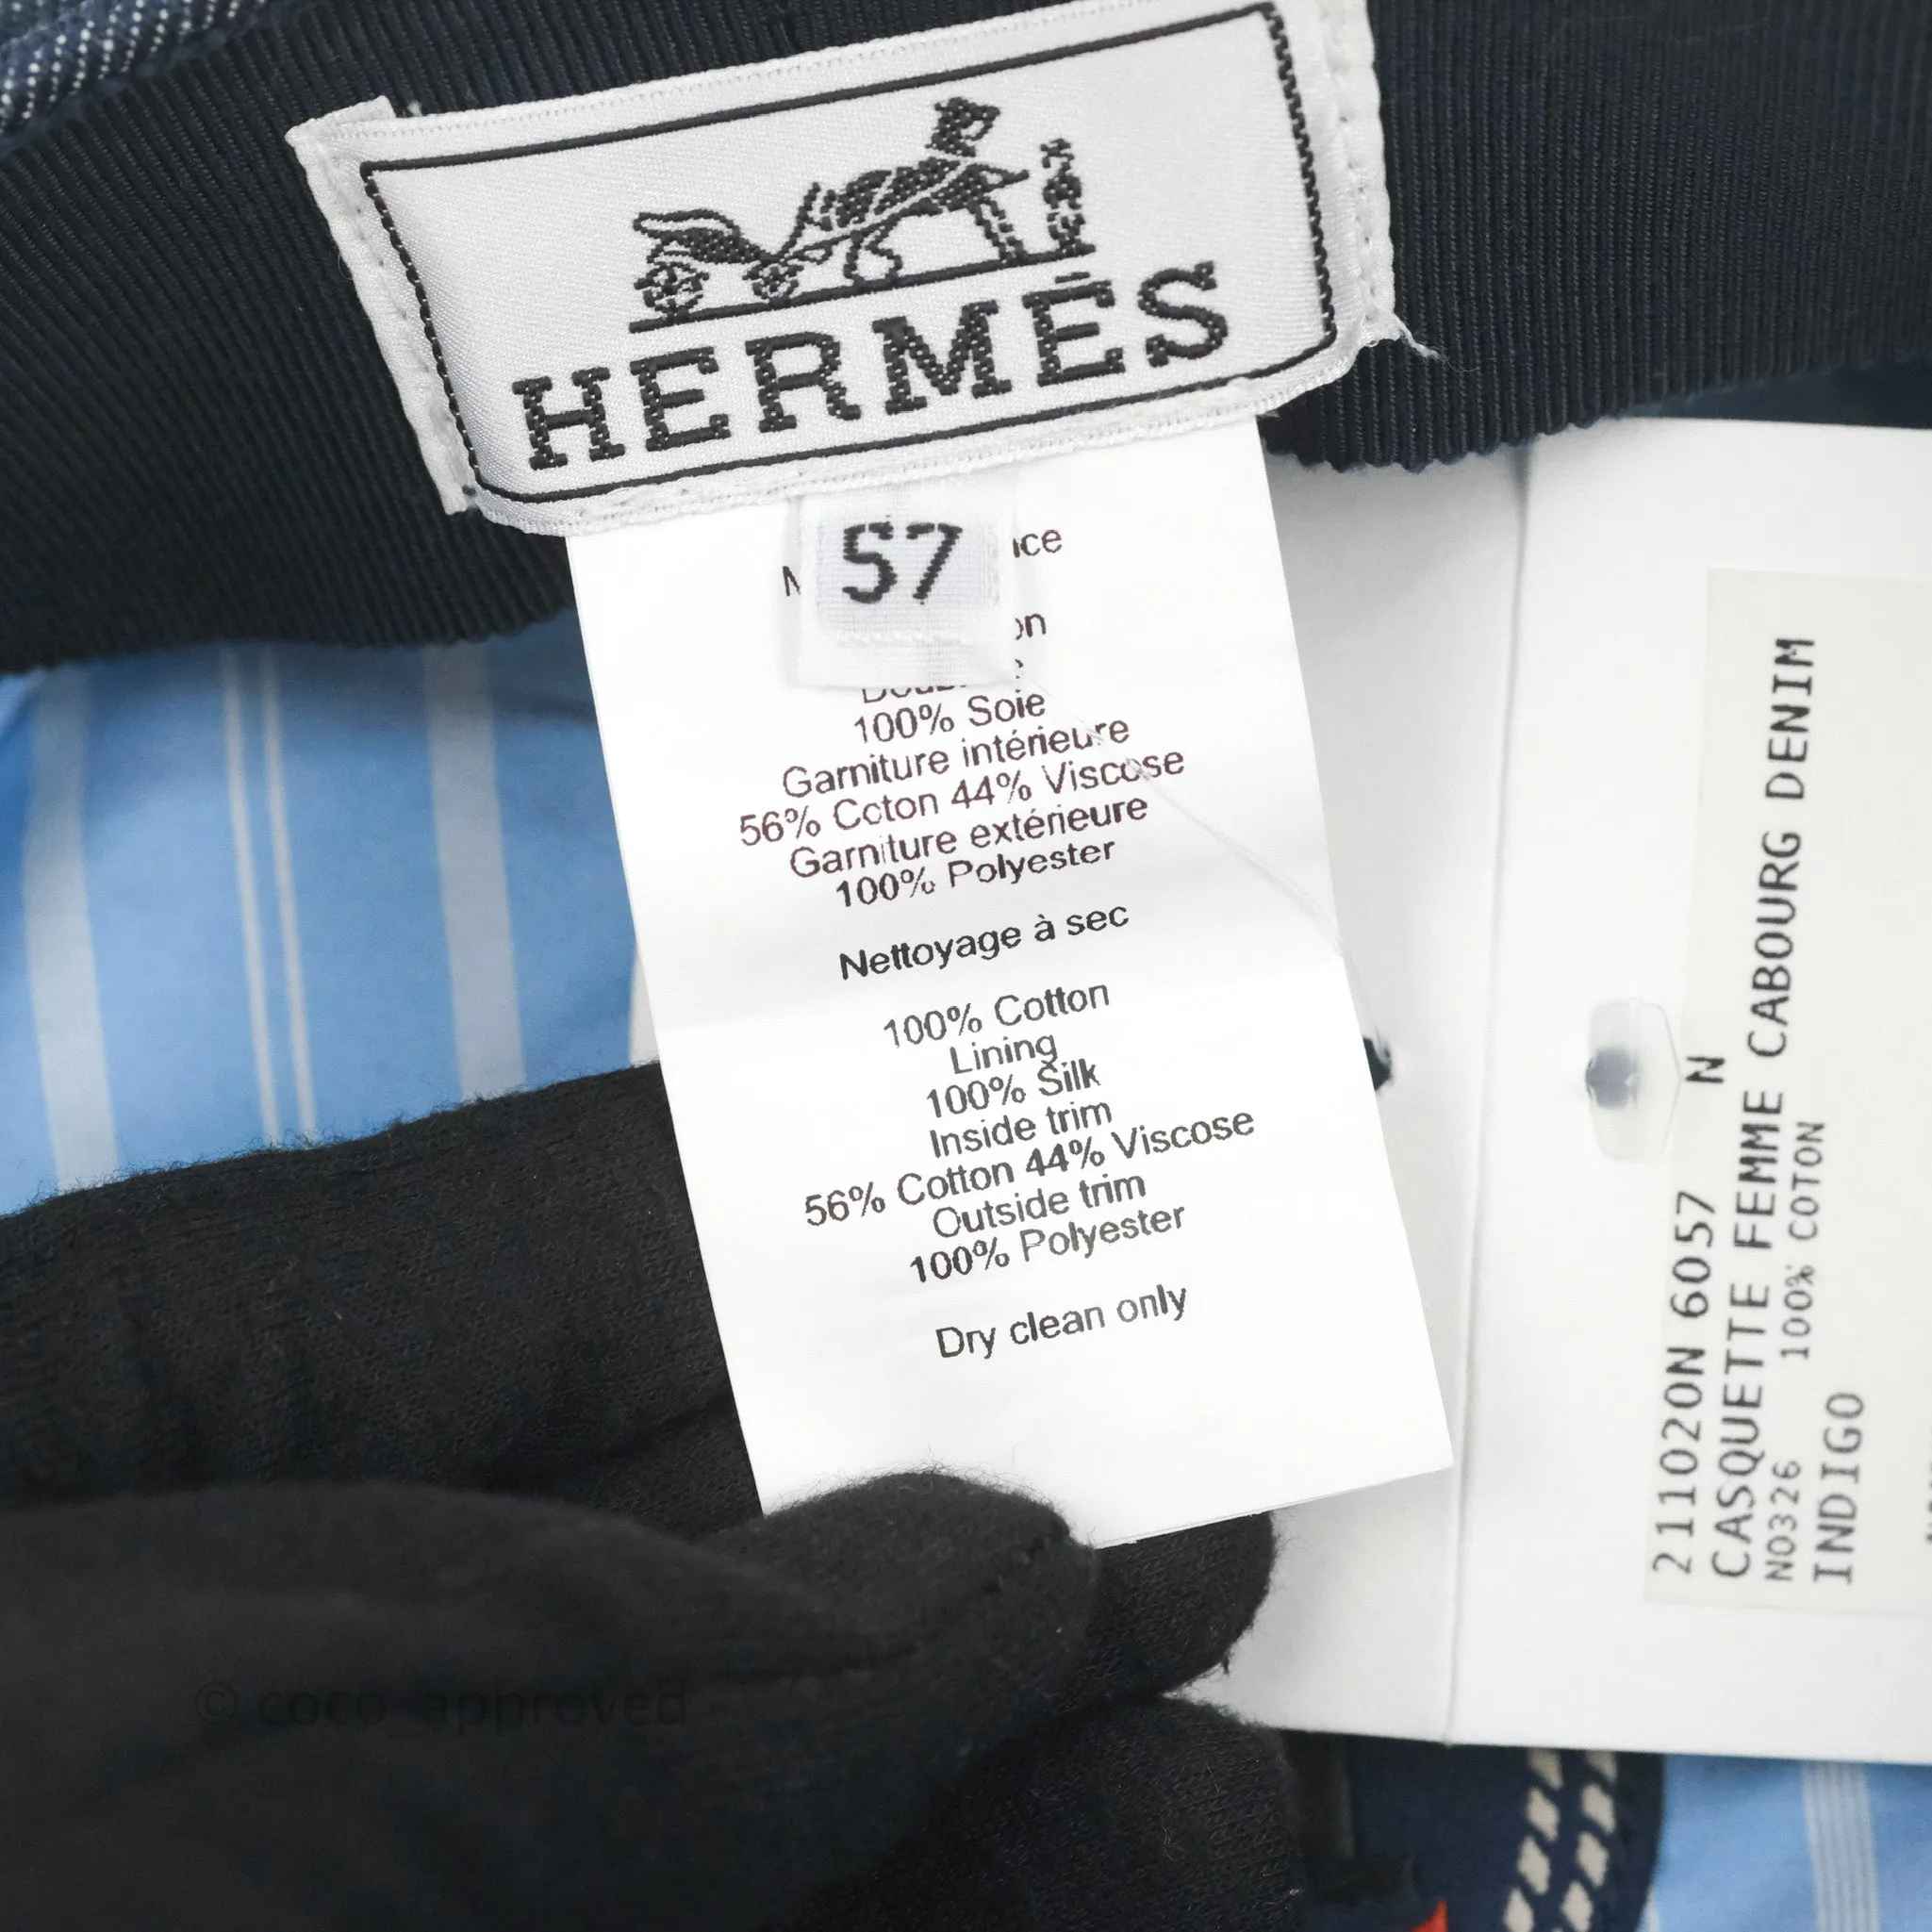 HERMÈS
57
100% Soie
Garniture intérieure
56% Coton 44% Viscose
Garniture extérieure
100% Polyester
Nettoyage à sec
100% Cotton
Lining
100% Silk
Inside trim
56% Cotton 44% Viscose
Outside trim
100% Polyester
Dry clean only
211020N 6057 N
CASQUETTE FEMME CABOURG DENIM
N0326 100% COTON
INDIGO
© coco_approved